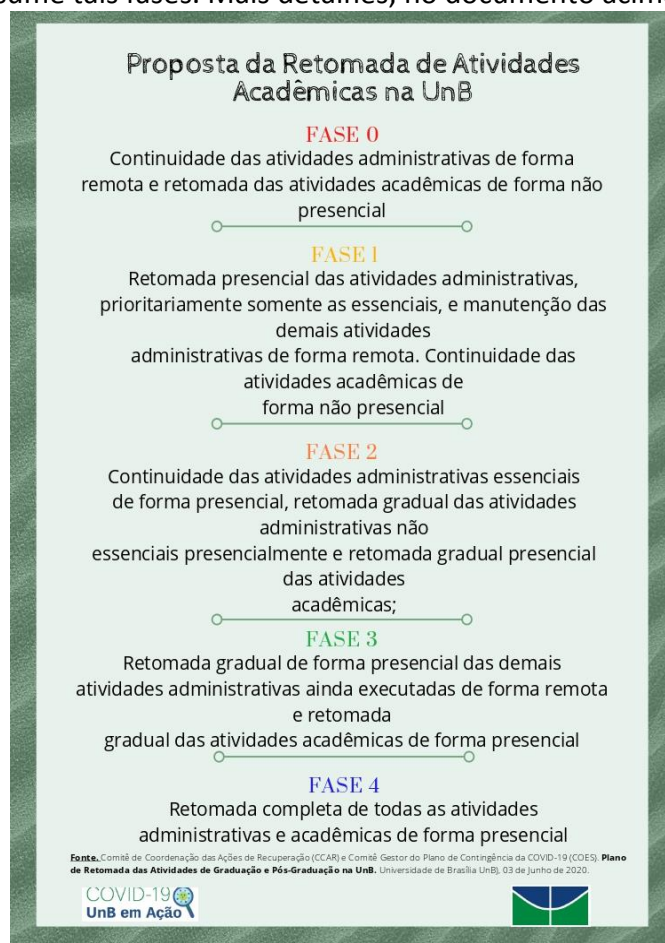 tais fases. Mais detalhes, no documento acima
Proposta da Retomada de Atividades
Acadêmicas na UnB
FASE 0
Continuidade das atividades administrativas de forma
remota e retomada das atividades acadêmicas de forma não
presencial
FASE 1
Retomada presencial das atividades administrativas,
prioritariamente somente as essenciais, e manutenção das
demais atividades
administrativas de forma remota. Continuidade das
atividades acadêmicas de
forma não presencial
FASE 2
Continuidade das atividades administrativas essenciais
de forma presencial, retomada gradual das atividades
administrativas não
essenciais presencialmente e retomada gradual presencial
das atividades
acadêmicas;
FASE 3
Retomada gradual de forma presencial das demais
atividades administrativas ainda executadas de forma remota
e retomada
gradual das atividades acadêmicas de forma presencial
FASE 4
Retomada completa de todas as atividades
administrativas e acadêmicas de forma presencial
Fonte. Comitê de Coordenação das Ações de Recuperação (CCAR) e Comitê Gestor do Plano de Contingência da COVID-19 (COES). Plano
de Retomada das Atividades de Graduação e Pós-Graduação na UnB. Universidade de Brasília UnB), 03 de Junho de 2020.
COVID-19
UnB em Ação